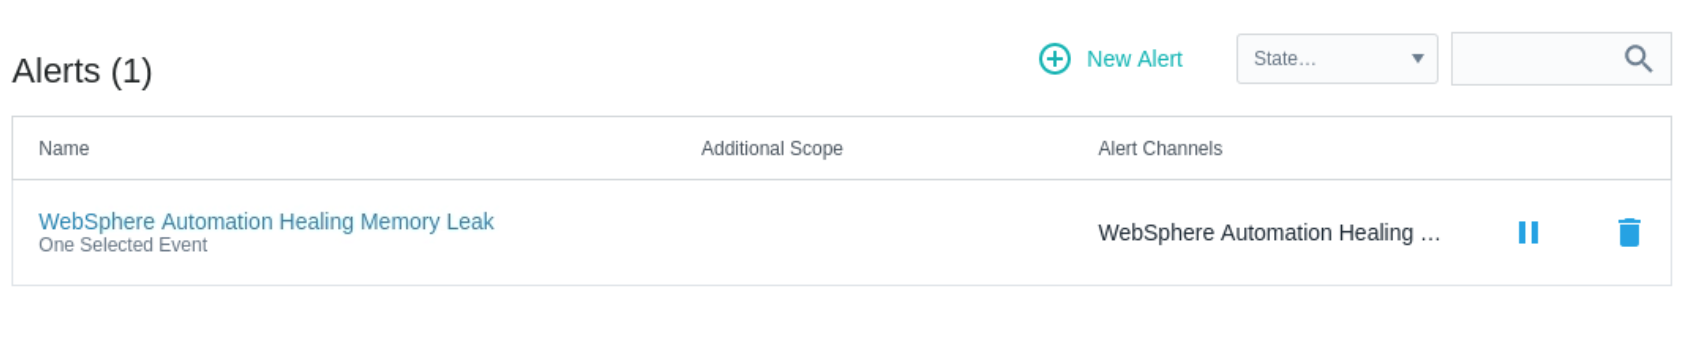 Alerts (1)
New Alert
State...
Name
Additional Scope
Alert Channels
WebSphere Automation Healing Memory Leak
One Selected Event
WebSphere Automation Healing ...